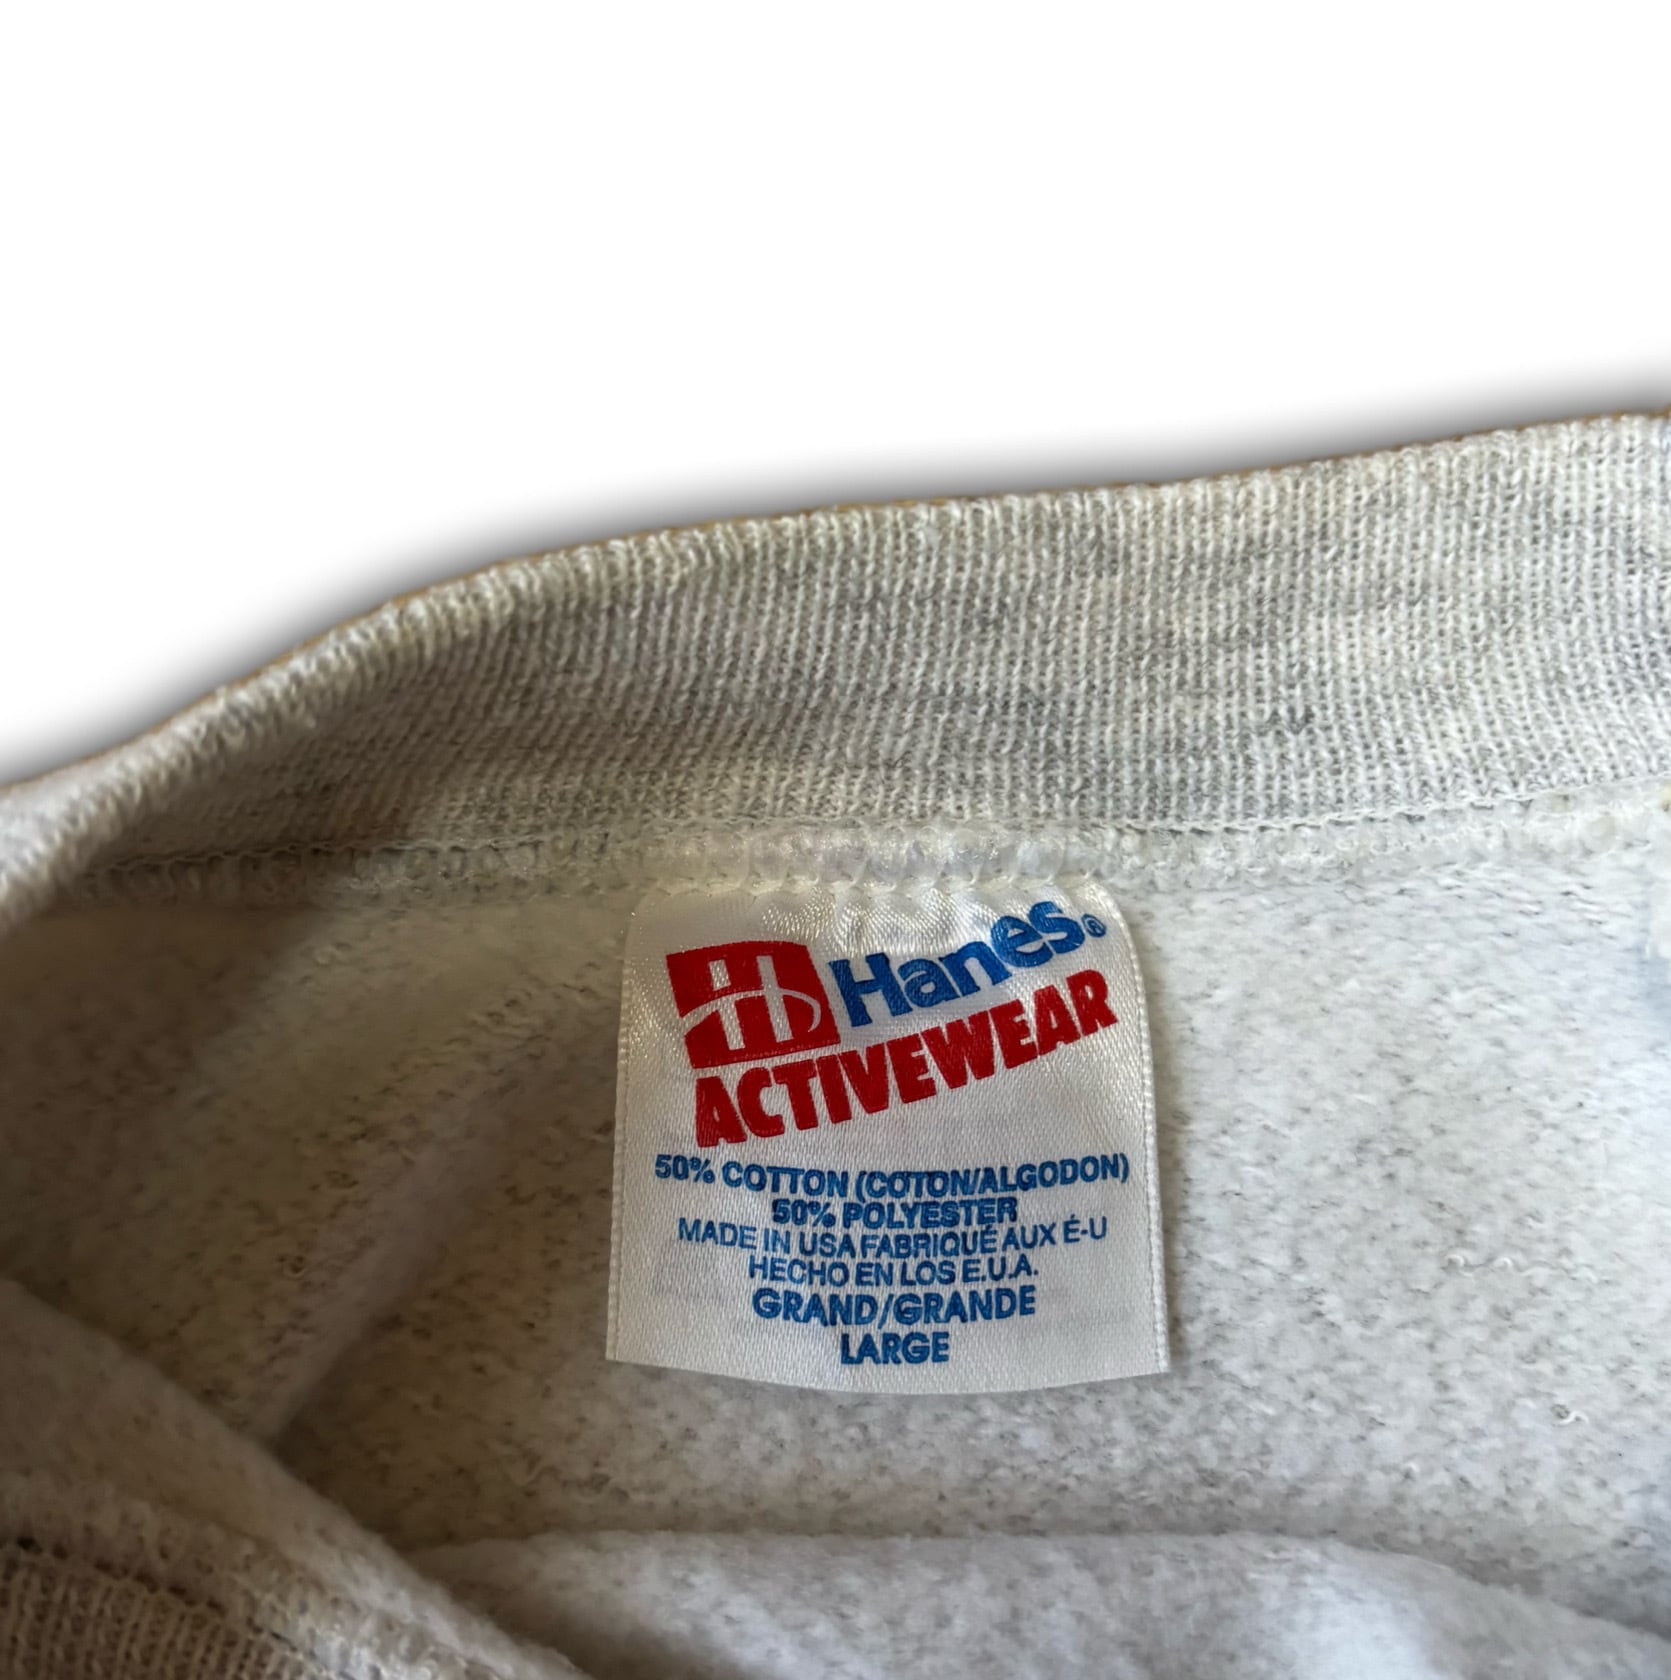 Hanes®
ACTIVEWEAR
50% COTTON (COTON/ALGODON)
50% POLYESTER
MADE IN USA FABRIQUÉ AUX É-U
HECHO EN LOS E.U.A.
GRAND/GRANDE
LARGE